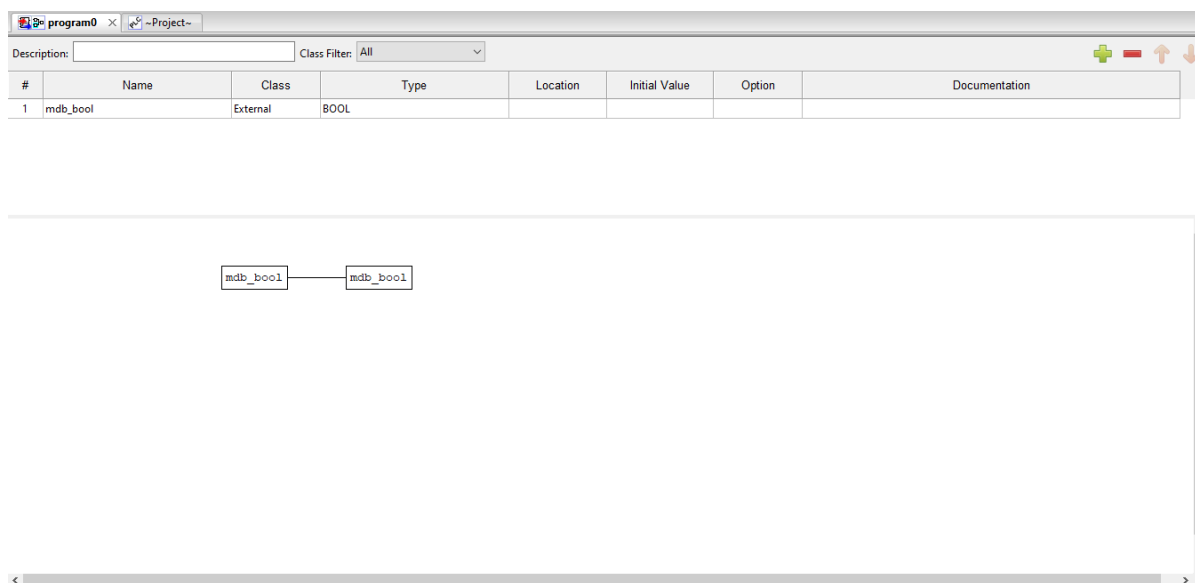 program0 ~Project~
Description: Class Filter: All
# Name Class Type Location Initial Value Option Documentation
1 mdb_bool External BOOL
mdb_bool mdb_bool